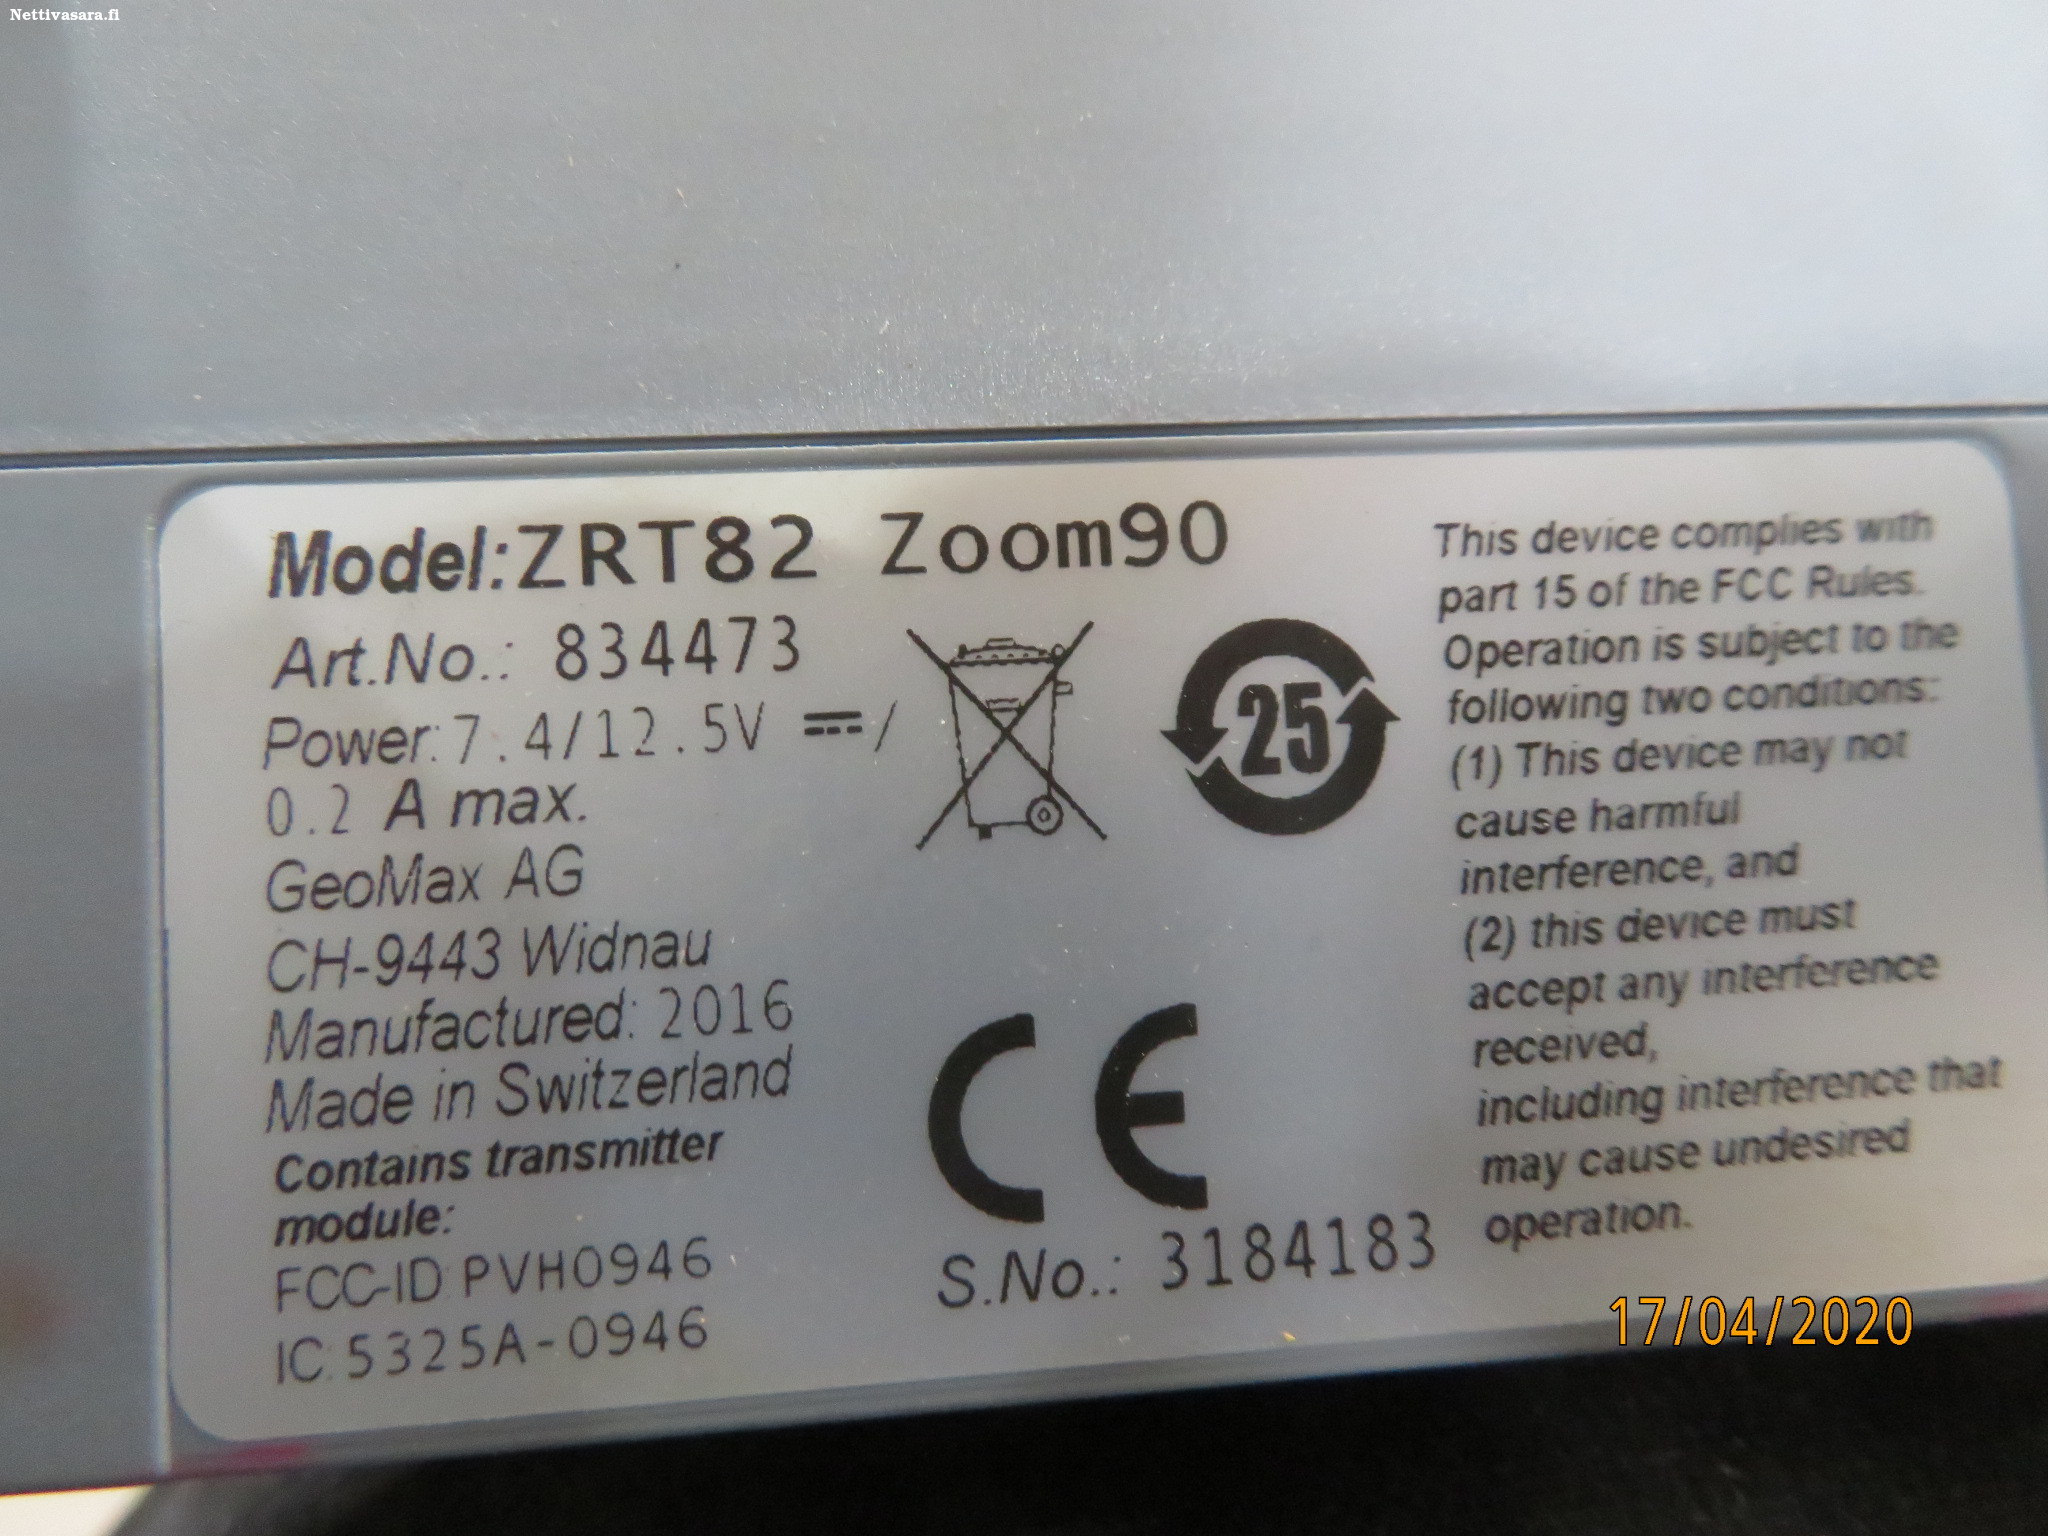 Nettivasara.fi
Model:ZRT82 Zoom90
Art.No.: 834473
Power:7.4/12.5V ⎓/
0.2 A max.
GeoMax AG
CH-9443 Widnau
Manufactured: 2016
Made in Switzerland
Contains transmitter
module:
FCC-ID:PVH0946
IC:5325A-0946
25
CE
S.No.: 3184183
This device complies with
part 15 of the FCC Rules.
Operation is subject to the
following two conditions:
(1) This device may not
cause harmful
interference, and
(2) this device must
accept any interference
received,
including interference that
may cause undesired
operation.
17/04/2020